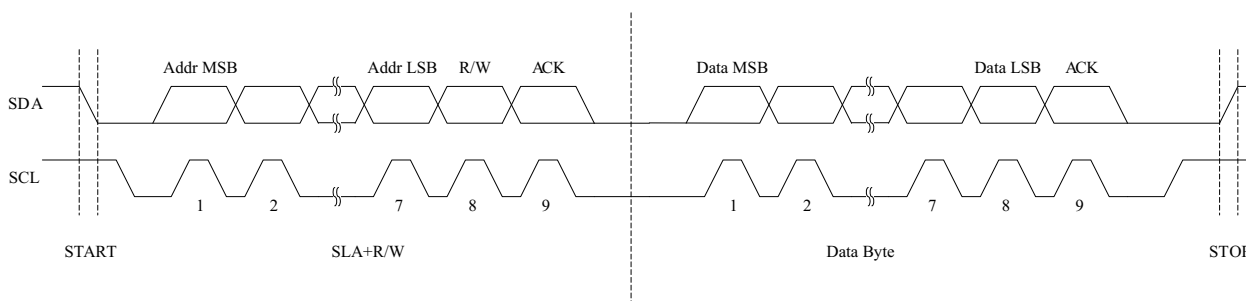 Addr MSB Addr LSB R/W ACK Data MSB Data LSB ACK
SDA
SCL
1 2 7 8 9 1 2 7 8 9
START SLA+R/W Data Byte STOP